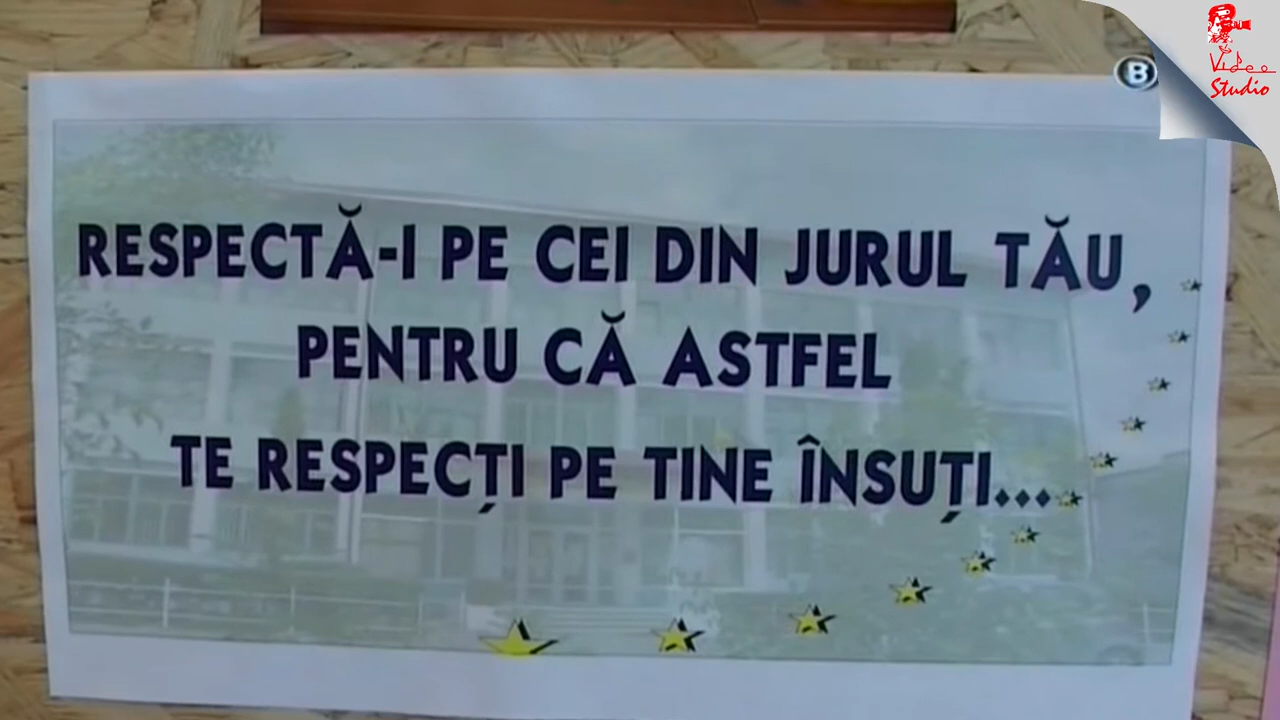 B
Video
Studio
RESPECTĂ-I PE CEI DIN JURUL TĂU,
PENTRU CĂ ASTFEL
TE RESPECȚI PE TINE ÎNSUȚI...